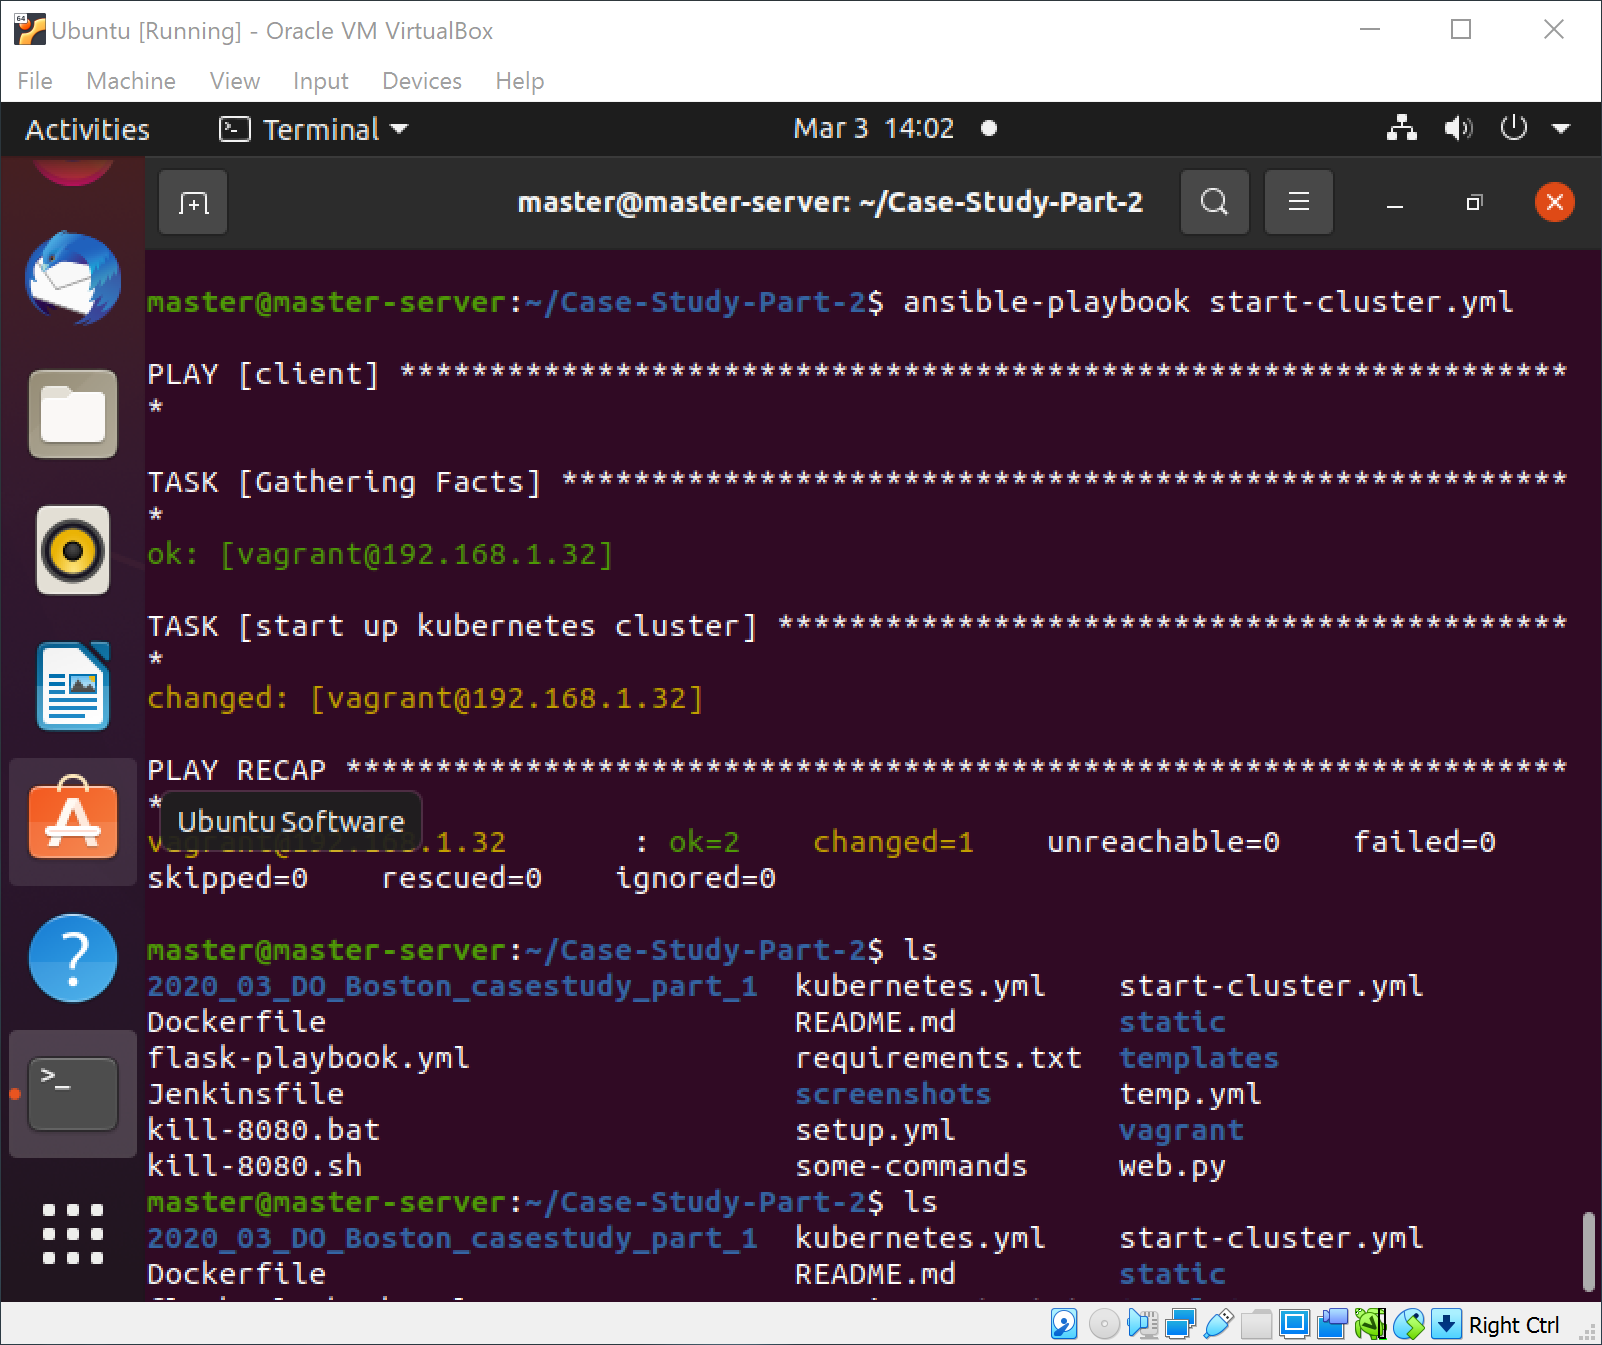 Ubuntu [Running] - Oracle VM VirtualBox
File Machine View Input Devices Help
Activities Terminal Mar 3 14:02
master@master-server: ~/Case-Study-Part-2
master@master-server:~/Case-Study-Part-2$ ansible-playbook start-cluster.yml
PLAY [client] *****************************************************************
*
TASK [Gathering Facts] ********************************************************
*
ok: [vagrant@192.168.1.32]
TASK [start up kubernetes cluster] ********************************************
*
changed: [vagrant@192.168.1.32]
PLAY RECAP ********************************************************************
*
Ubuntu Software
vagrant@192.168.1.32 : ok=2 changed=1 unreachable=0 failed=0
skipped=0 rescued=0 ignored=0
master@master-server:~/Case-Study-Part-2$ ls
2020_03_DO_Boston_casestudy_part_1 kubernetes.yml start-cluster.yml
Dockerfile README.md static
flask-playbook.yml requirements.txt templates
Jenkinsfile screenshots temp.yml
kill-8080.bat setup.yml vagrant
kill-8080.sh some-commands web.py
master@master-server:~/Case-Study-Part-2$ ls
2020_03_DO_Boston_casestudy_part_1 kubernetes.yml start-cluster.yml
Dockerfile README.md static
Right Ctrl